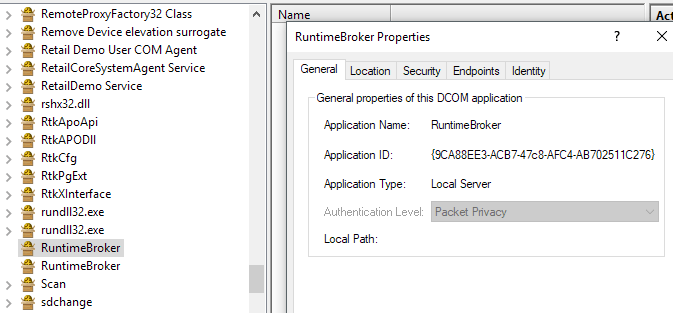 RemoteProxyFactory32 Class
Remove Device elevation surrogate
Retail Demo User COM Agent
RetailCoreSystemAgent Service
RetailDemo Service
rshx32.dll
RtkApoApi
RtkAPODll
RtkCfg
RtkPgExt
RtkXInterface
rundll32.exe
rundll32.exe
RuntimeBroker
RuntimeBroker
Scan
sdchange
Name
Act
RuntimeBroker Properties
General Location Security Endpoints Identity
General properties of this DCOM application
Application Name: RuntimeBroker
Application ID: {9CA88EE3-ACB7-47c8-AFC4-AB702511C276}
Application Type: Local Server
Authentication Level: Packet Privacy
Local Path: